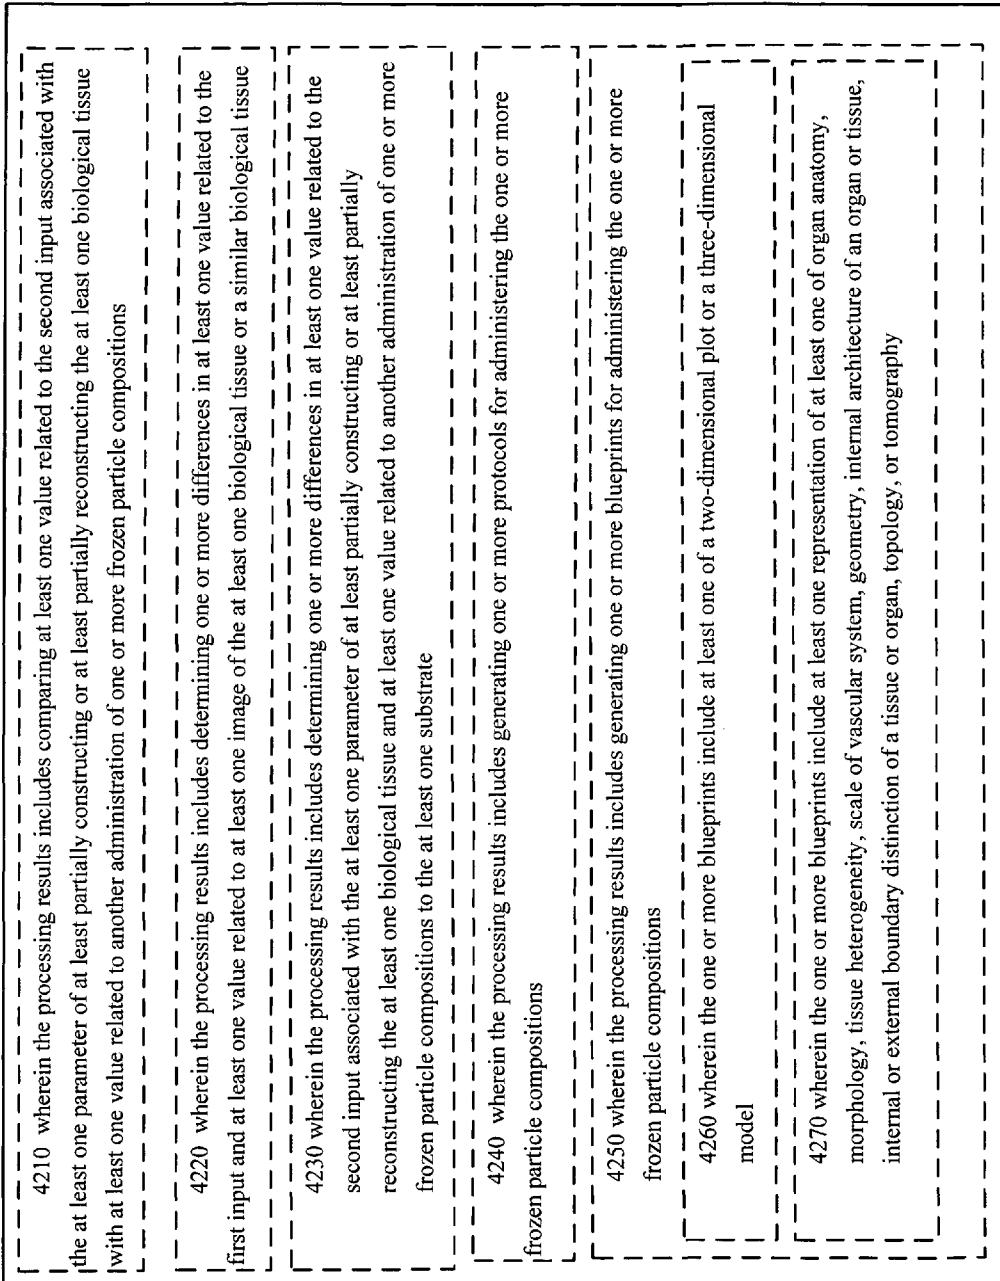 4210 wherein the processing results includes comparing at least one value related to the second input associated with
the at least one parameter of at least partially constructing or at least partially reconstructing the at least one biological tissue
with at least one value related to another administration of one or more frozen particle compositions
4220 wherein the processing results includes determining one or more differences in at least one value related to the
first input and at least one value related to at least one image of the at least one biological tissue or a similar biological tissue
4230 wherein the processing results includes determining one or more differences in at least one value related to the
second input associated with the at least one parameter of at least partially constructing or at least partially
reconstructing the at least one biological tissue and at least one value related to another administration of one or more
frozen particle compositions to the at least one substrate
4240 wherein the processing results includes generating one or more protocols for administering the one or more
frozen particle compositions
4250 wherein the processing results includes generating one or more blueprints for administering the one or more
frozen particle compositions
4260 wherein the one or more blueprints include at least one of a two-dimensional plot or a three-dimensional
model
4270 wherein the one or more blueprints include at least one representation of at least one of organ anatomy,
morphology, tissue heterogeneity, scale of vascular system, geometry, internal architecture of an organ or tissue,
internal or external boundary distinction of a tissue or organ, topology, or tomography